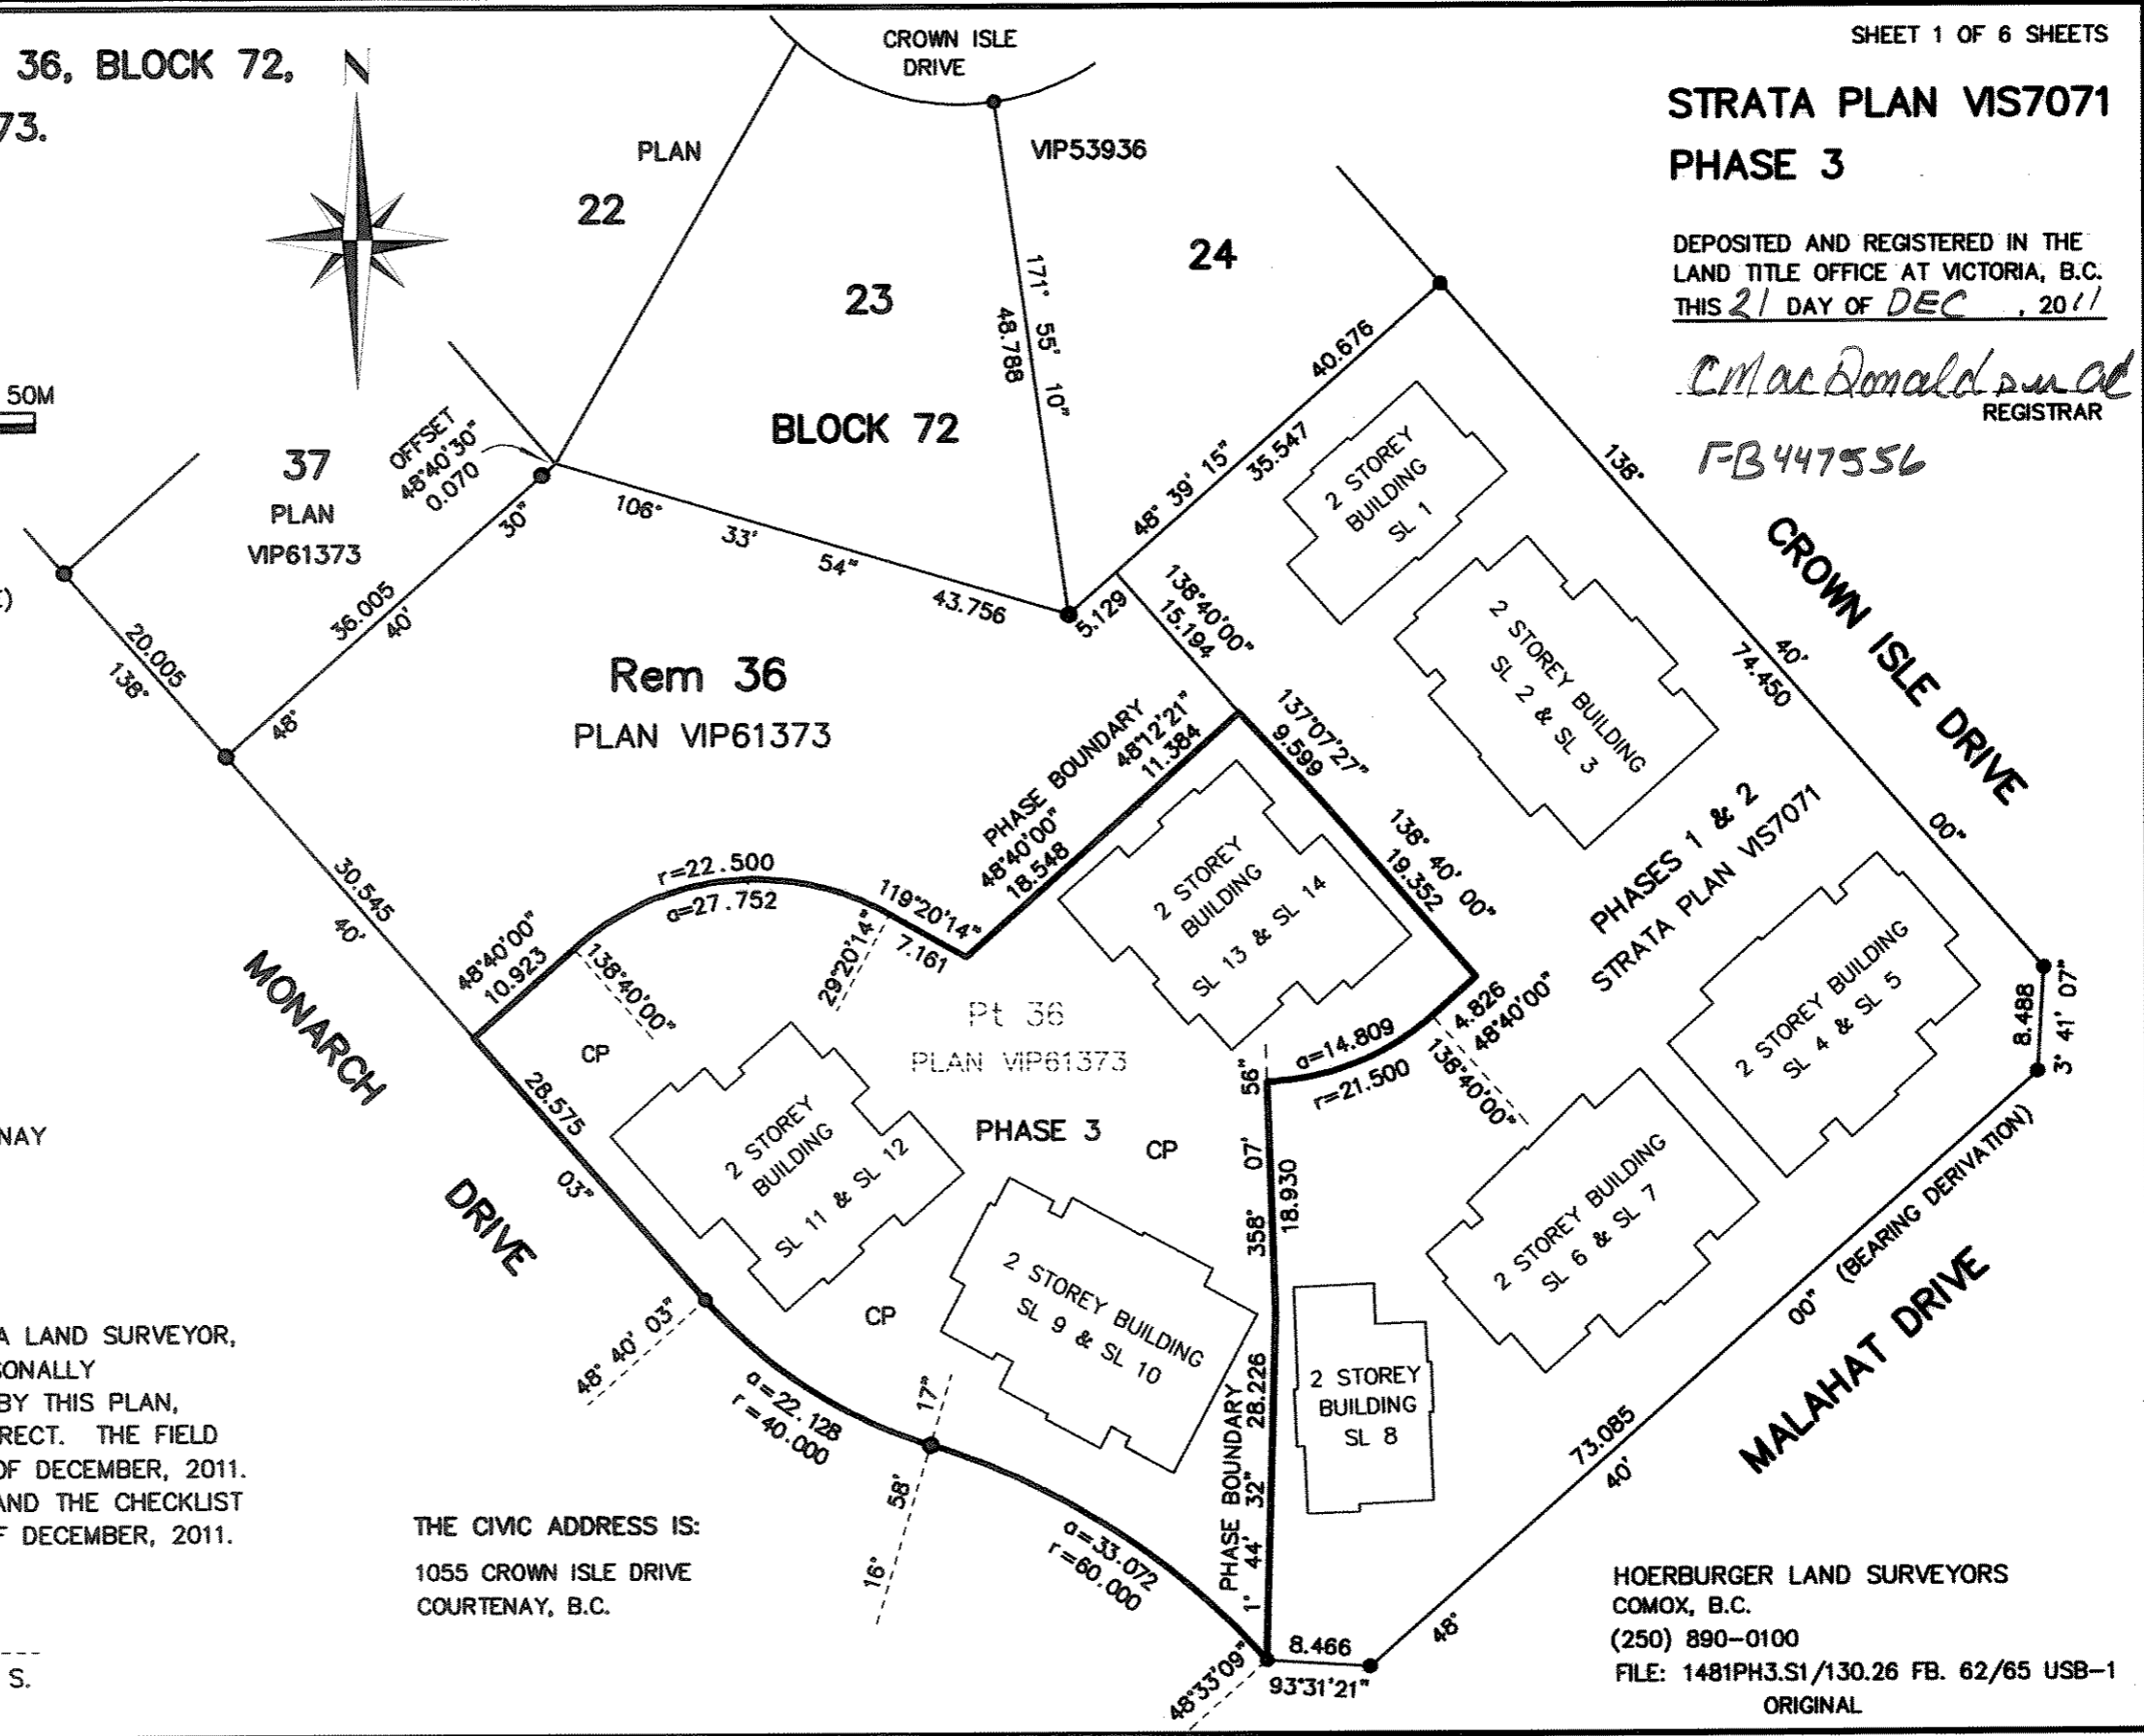 36, BLOCK 72,
73.
N
50M
CROWN ISLE
DRIVE
SHEET 1 OF 6 SHEETS
STRATA PLAN VIS7071
PHASE 3
DEPOSITED AND REGISTERED IN THE
LAND TITLE OFFICE AT VICTORIA, B.C.
THIS 21 DAY OF DEC , 2011
CMacDonald
REGISTRAR
FB447556
PLAN
VIP53936
22
23
24
BLOCK 72
171° 55' 10"
48.788
37
PLAN
VIP61373
OFFSET
48°40'30"
0.070
30"
106° 33' 54"
43.756
36.005
40'
48°
20.005
138°
5.129
48° 39' 15"
35.547
40.676
138°40'00"
15.194
Rem 36
PLAN VIP61373
2 STOREY
BUILDING
SL 1
2 STOREY BUILDING
SL 2 & SL 3
138°
40'
74.450
00"
CROWN ISLE DRIVE
PHASE BOUNDARY
48°12'21"
11.384
48°40'00"
18.548
137°07'27"
9.599
138° 40' 00"
19.352
PHASES 1 & 2
STRATA PLAN VIS7071
30.545
40'
r=22.500
a=27.752
119°20'14"
7.161
29°20'14"
48°40'00"
10.923
138°40'00"
2 STOREY
BUILDING
SL 13 & SL 14
2 STOREY BUILDING
SL 4 & SL 5
8.488
3° 41' 07"
4.826
48°40'00"
138°40'00"
a=14.809
r=21.500
56"
07'
358°
18.930
Pt 36
PLAN VIP61373
PHASE 3
CP
CP
CP
MONARCH
DRIVE
28.575
03"
2 STOREY
BUILDING
SL 11 & SL 12
2 STOREY BUILDING
SL 9 & SL 10
2 STOREY BUILDING
SL 6 & SL 7
2 STOREY
BUILDING
SL 8
(BEARING DERIVATION)
00"
MALAHAT DRIVE
73.085
40'
48°
NAY
48° 40' 03"
a=22.128
r=40.000
17"
58'
16°
a=33.072
r=60.000
PHASE BOUNDARY
28.226
1° 44' 32"
8.466
93°31'21"
48°33'09"
A LAND SURVEYOR,
SONALLY
BY THIS PLAN,
RECT. THE FIELD
OF DECEMBER, 2011.
AND THE CHECKLIST
F DECEMBER, 2011.
S.
THE CIVIC ADDRESS IS:
1055 CROWN ISLE DRIVE
COURTENAY, B.C.
HOERBURGER LAND SURVEYORS
COMOX, B.C.
(250) 890-0100
FILE: 1481PH3.S1/130.26 FB. 62/65 USB-1
ORIGINAL